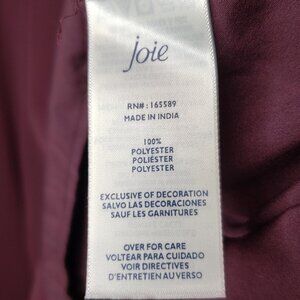 joie
RN#: 165589
MADE IN INDIA
100%
POLYESTER
POLIÉSTER
POLYESTER
EXCLUSIVE OF DECORATION
SALVO LAS DECORACIONES
SAUF LES GARNITURES
OVER FOR CARE
VOLTEAR PARA CUIDADO
VOIR DIRECTIVES
D'ENTRETIEN AU VERSO